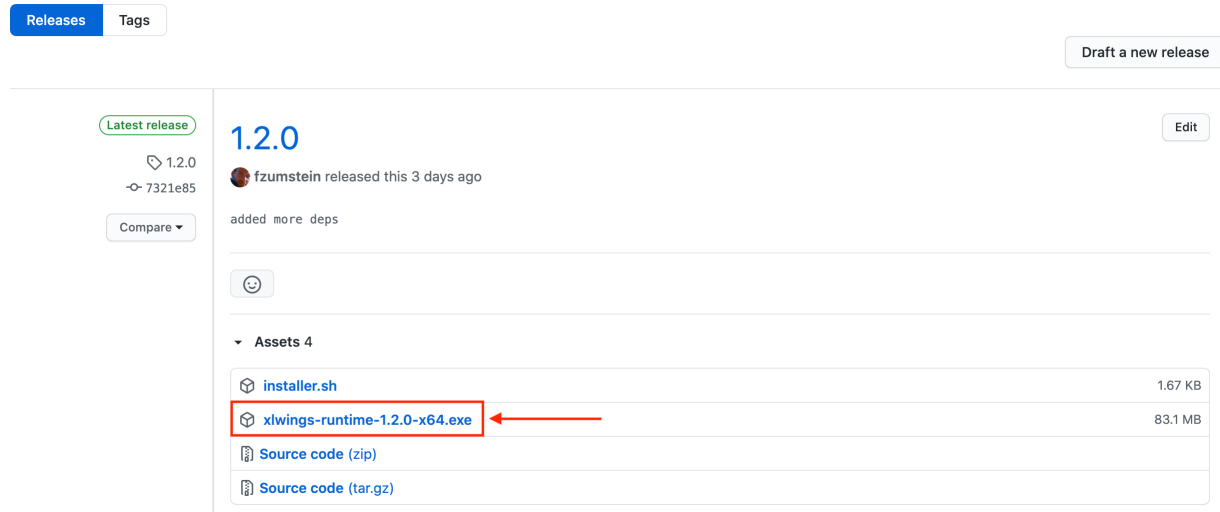 Releases Tags
Draft a new release
Latest release
1.2.0
7321e85
Compare
1.2.0
Edit
fzumstein released this 3 days ago
added more deps
Assets 4
installer.sh 1.67 KB
xlwings-runtime-1.2.0-x64.exe 83.1 MB
Source code (zip)
Source code (tar.gz)